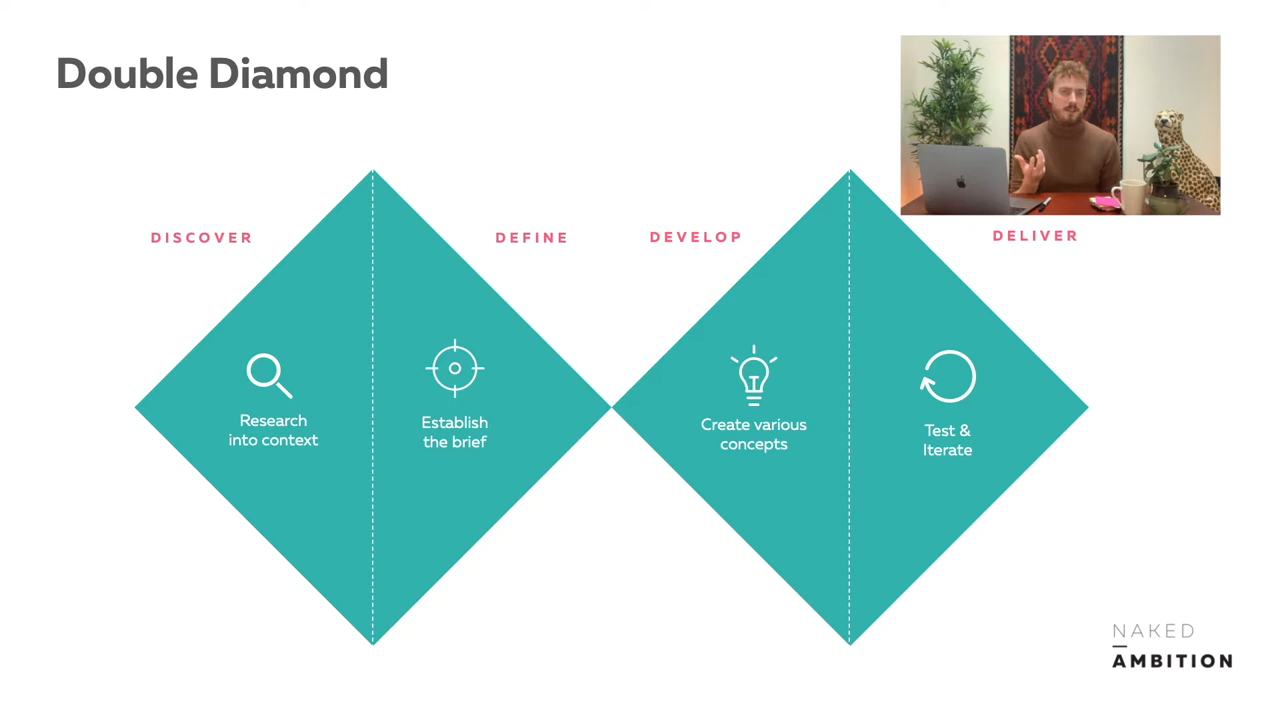 Double Diamond
DISCOVER
DEFINE
DEVELOP
DELIVER
Research
into context
Establish
the brief
Create various
concepts
Test &
Iterate
NAKED
AMBITION